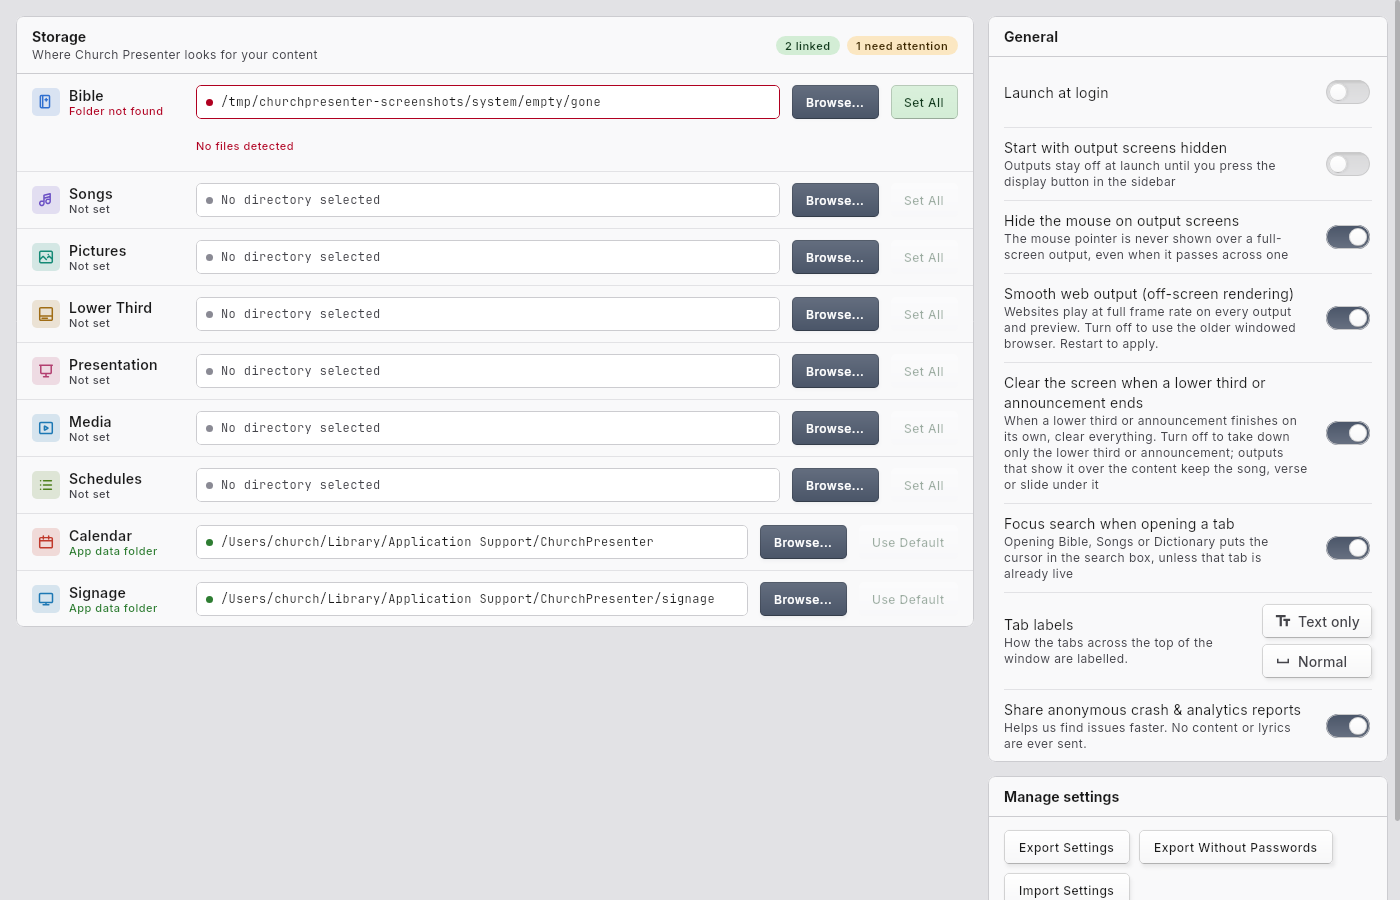 Storage
Where Church Presenter looks for your content
2 linked
1 need attention
Bible
Folder not found
/tmp/churchpresenter-screenshots/system/empty/gone
Browse...
Set All
No files detected
Songs
Not set
No directory selected
Browse...
Set All
Pictures
Not set
No directory selected
Browse...
Set All
Lower Third
Not set
No directory selected
Browse...
Set All
Presentation
Not set
No directory selected
Browse...
Set All
Media
Not set
No directory selected
Browse...
Set All
Schedules
Not set
No directory selected
Browse...
Set All
Calendar
App data folder
/Users/church/Library/Application Support/ChurchPresenter
Browse...
Use Default
Signage
App data folder
/Users/church/Library/Application Support/ChurchPresenter/signage
Browse...
Use Default
General
Launch at login
Start with output screens hidden
Outputs stay off at launch until you press the
display button in the sidebar
Hide the mouse on output screens
The mouse pointer is never shown over a full-
screen output, even when it passes across one
Smooth web output (off-screen rendering)
Websites play at full frame rate on every output
and preview. Turn off to use the older windowed
browser. Restart to apply.
Clear the screen when a lower third or
announcement ends
When a lower third or announcement finishes on
its own, clear everything. Turn off to take down
only the lower third or announcement; outputs
that show it over the content keep the song, verse
or slide under it
Focus search when opening a tab
Opening Bible, Songs or Dictionary puts the
cursor in the search box, unless that tab is
already live
Tab labels
How the tabs across the top of the
window are labelled.
Text only
Normal
Share anonymous crash & analytics reports
Helps us find issues faster. No content or lyrics
are ever sent.
Manage settings
Export Settings
Export Without Passwords
Import Settings